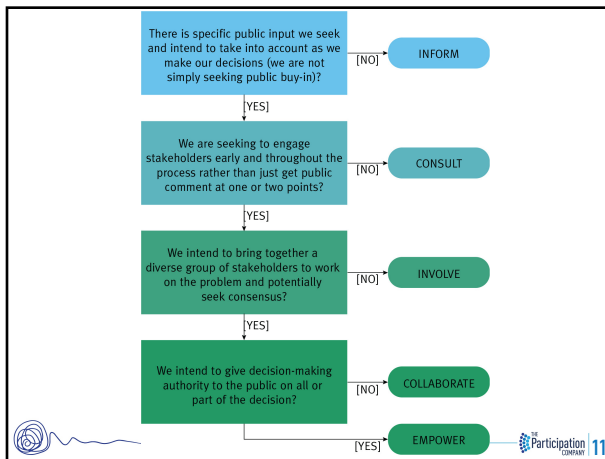 There is specific public input we seek
and intend to take into account as we
make our decisions (we are not
simply seeking public buy-in)?
[NO]
INFORM
[YES]
We are seeking to engage
stakeholders early and throughout the
process rather than just get public
comment at one or two points?
[NO]
CONSULT
[YES]
We intend to bring together a
diverse group of stakeholders to work
on the problem and potentially
seek consensus?
[NO]
INVOLVE
[YES]
We intend to give decision-making
authority to the public on all or
part of the decision?
[NO]
COLLABORATE
[YES]
EMPOWER
THE
Participation
COMPANY
11